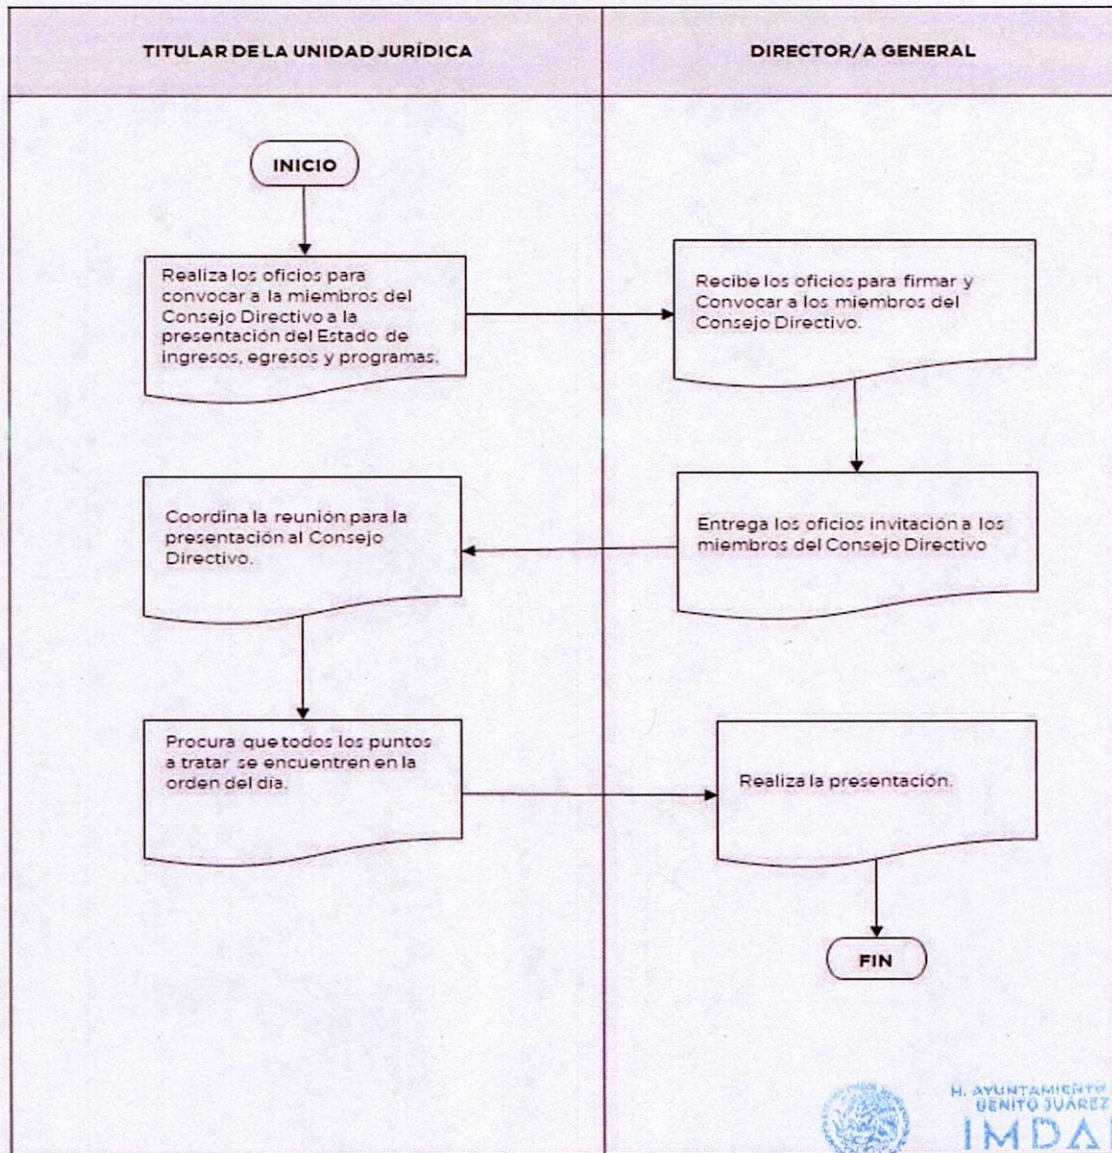 TITULAR DE LA UNIDAD JURÍDICA
DIRECTOR/A GENERAL
INICIO
Realiza los oficios para
convocar a la miembros del
Consejo Directivo a la
presentación del Estado de
ingresos, egresos y programas.
Recibe los oficios para firmar y
Convocar a los miembros del
Consejo Directivo.
Entrega los oficios invitación a los
miembros del Consejo Directivo
Coordina la reunión para la
presentación al Consejo
Directivo.
Procura que todos los puntos
a tratar se encuentren en la
orden del día.
Realiza la presentación.
FIN
H. AYUNTAMIENTO
BENITO JUÁREZ
IMDAI